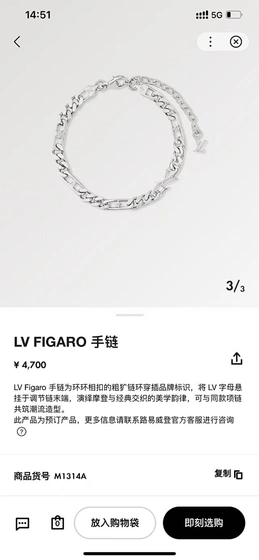 14:51
5G
3/3
LV FIGARO 手链
¥ 4,700
LV Figaro 手链为环环相扣的粗犷链环穿插品牌标识，将 LV 字母悬
挂于调节链末端，演绎摩登与经典交织的美学韵律，可与同款项链
共筑潮流造型。
此产品为预订产品，更多信息请联系路易威登官方客服进行咨询
?
商品货号 M1314A 复制
0 放入购物袋 即刻选购